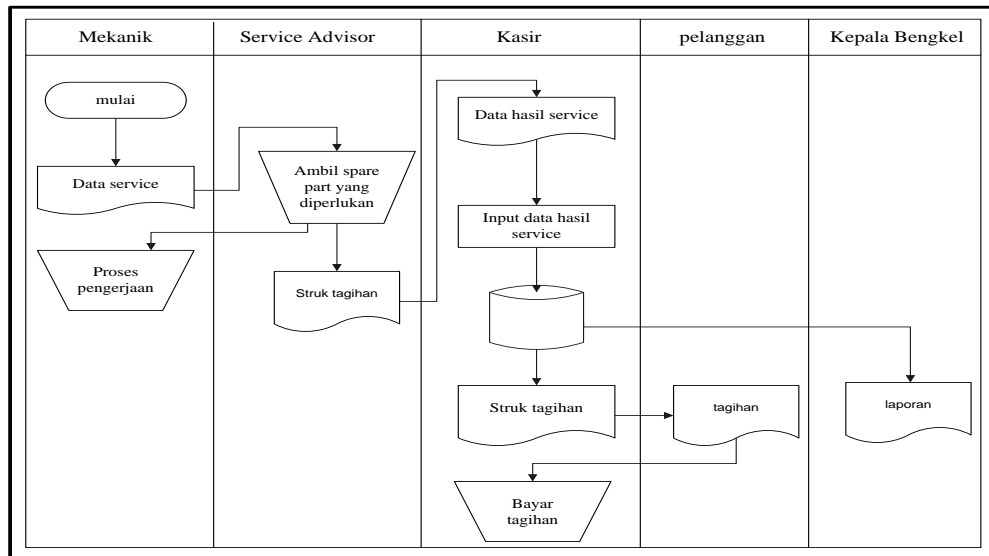 Mekanik
Service Advisor
Kasir
pelanggan
Kepala Bengkel
mulai
Data service
Proses
pengerjaan
Ambil spare
part yang
diperlukan
Struk tagihan
Data hasil service
Input data hasil
service
Struk tagihan
Bayar
tagihan
tagihan
laporan